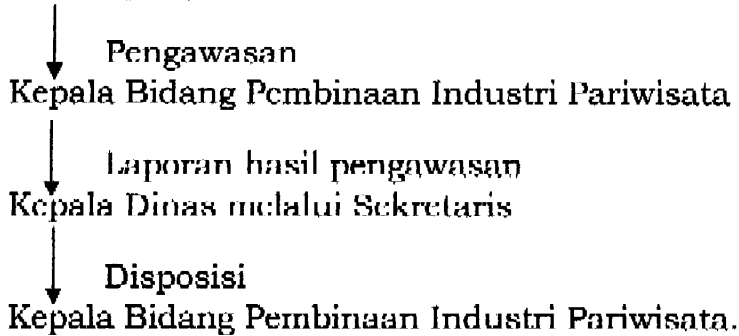 Pengawasan
Kepala Bidang Pembinaan Industri Pariwisata
Laporan hasil pengawasan
Kepala Dinas melalui Sekretaris
Disposisi
Kepala Bidang Pembinaan Industri Pariwisata.